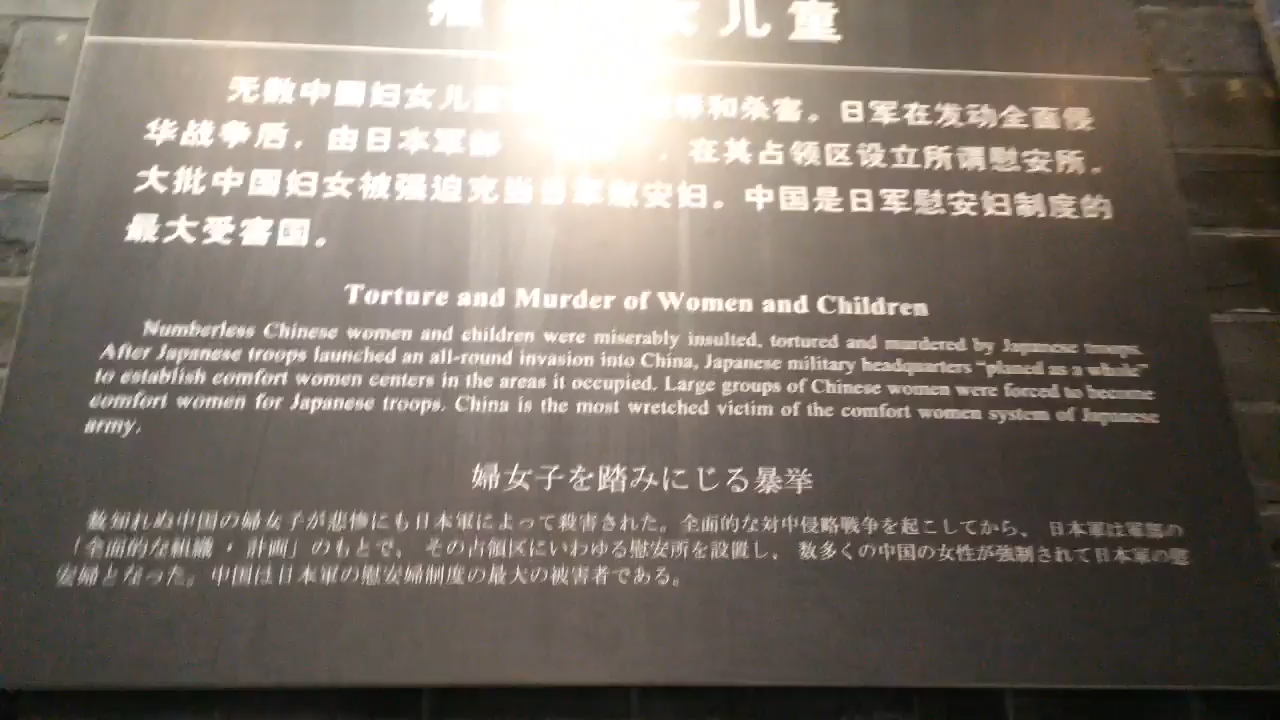 女儿童
无数中国妇女儿 和杀害。日军在发动全面侵
华战争后，由日本軍部 ，在其占领区设立所谓慰安所。
大批中国妇女被强迫充当日军慰安妇。中国是日军慰安妇制度的
最大受害国。
Torture and Murder of Women and Children
Numberless Chinese women and children were miserably insulted, tortured and murdered by Japanese troops.
After Japanese troops launched an all-round invasion into China, Japanese military headquarters "planed as a whole"
to establish comfort women centers in the areas it occupied. Large groups of Chinese women were forced to become
comfort women for Japanese troops. China is the most wretched victim of the comfort women system of Japanese
army.
婦女子を踏みにじる暴挙
数知れぬ中国の婦女子が悲惨にも日本軍によって殺害された。全面的な対中侵略戦争を起こしてから、 日本軍は軍部の
「全面的な組織 ・ 計画」のもとで、 その占領区にいわゆる慰安所を設置し、 数多くの中国の女性が強制されて日本軍の慰
安婦となった。中国は日本軍の慰安婦制度の最大の被害者である。